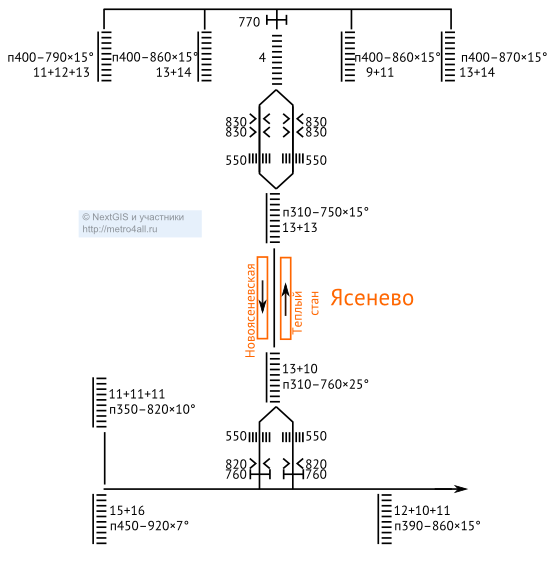 770
п400–790×15°
11+12+13
п400–860×15°
13+14
4
п400–860×15°
9+11
п400–870×15°
13+14
830
830
830
830
550
550
п310–750×15°
13+13
© NextGIS и участники
http://metro4all.ru
Новоясеневская
Теплый
стан
Ясенево
13+10
п310–760×25°
11+11+11
п350–820×10°
550
550
820
820
760
760
15+16
п450–920×7°
12+10+11
п390–860×15°